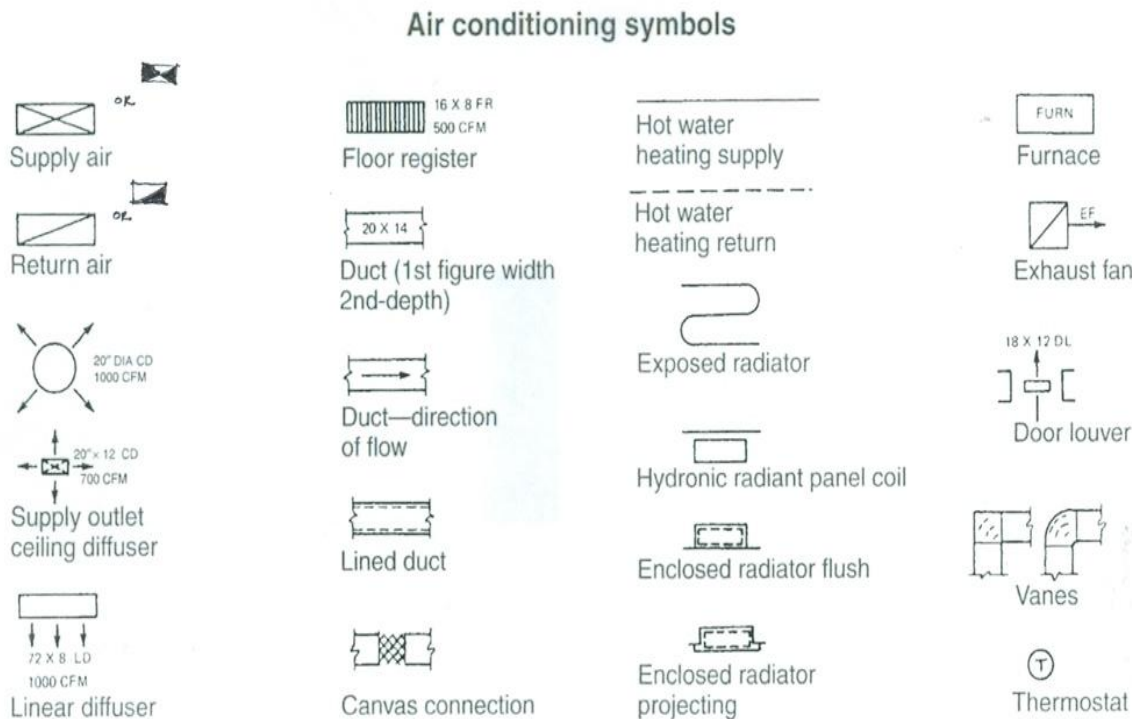 Air conditioning symbols
OR
Supply air
OR
Return air
20" DIA CD
1000 CFM
20" × 12 CD
700 CFM
Supply outlet
ceiling diffuser
72 X 8 LD
1000 CFM
Linear diffuser
16 X 8 FR
500 CFM
Floor register
20 X 14
Duct (1st figure width
2nd-depth)
Duct—direction
of flow
Lined duct
Canvas connection
Hot water
heating supply
Hot water
heating return
Exposed radiator
Hydronic radiant panel coil
Enclosed radiator flush
Enclosed radiator
projecting
FURN
Furnace
EF
Exhaust fan
18 X 12 DL
Door louver
Vanes
T
Thermostat